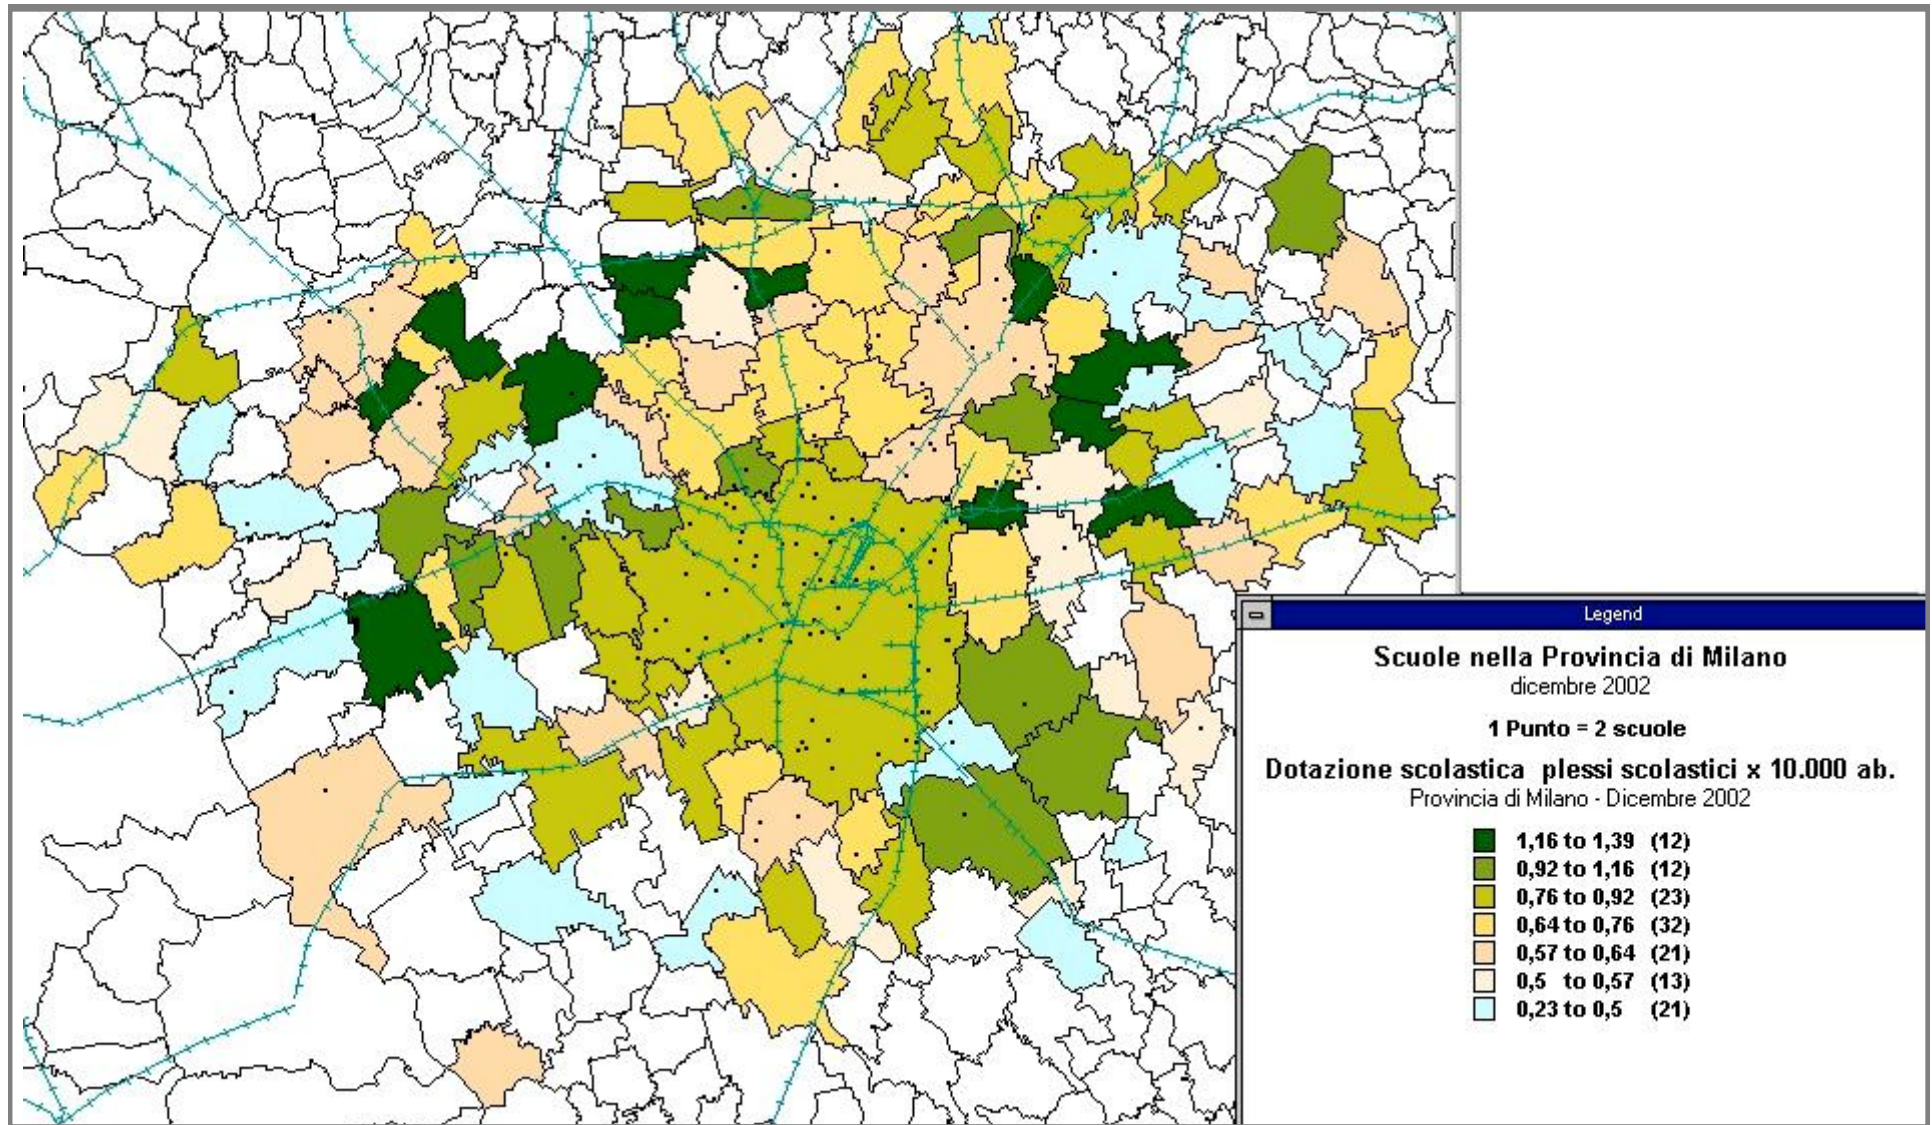 Legend
Scuole nella Provincia di Milano
dicembre 2002
1 Punto = 2 scuole
Dotazione scolastica plessi scolastici x 10.000 ab.
Provincia di Milano - Dicembre 2002
1,16 to 1,39 (12)
0,92 to 1,16 (12)
0,76 to 0,92 (23)
0,64 to 0,76 (32)
0,57 to 0,64 (21)
0,5 to 0,57 (13)
0,23 to 0,5 (21)